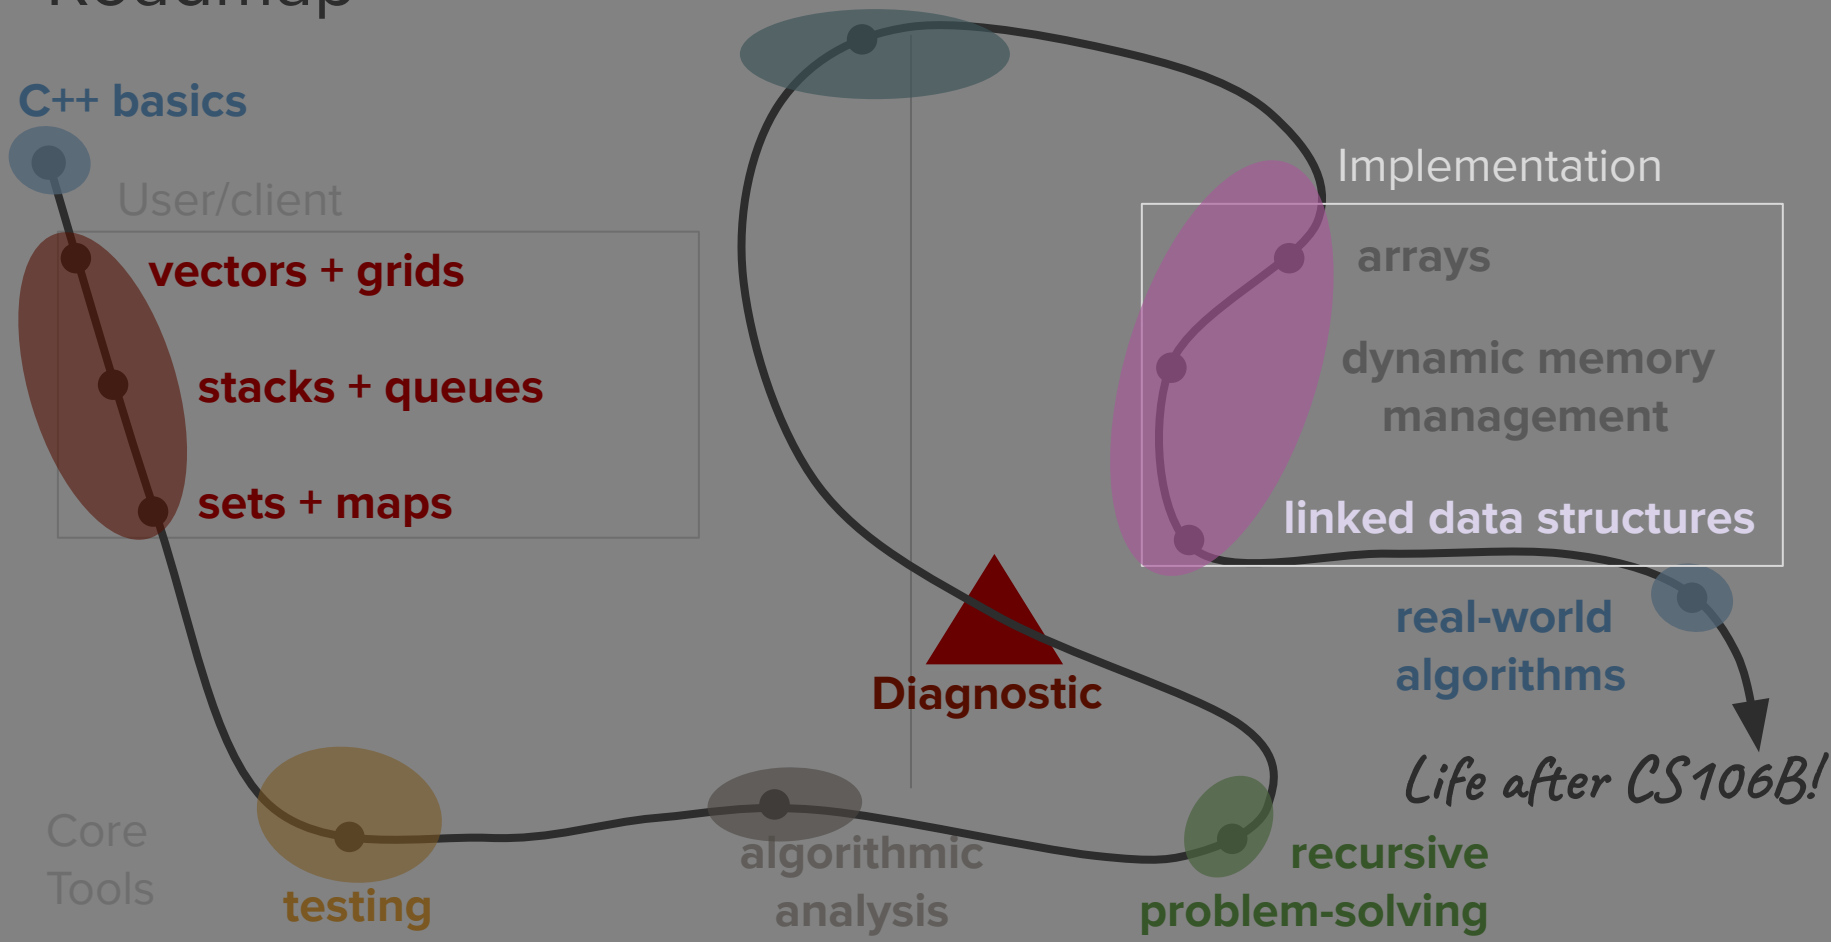 Roadmap
C++ basics
User/client
vectors + grids
stacks + queues
sets + maps
Core
Tools
testing
algorithmic
analysis
Diagnostic
recursive
problem-solving
Implementation
arrays
dynamic memory
management
linked data structures
real-world
algorithms
Life after CS106B!